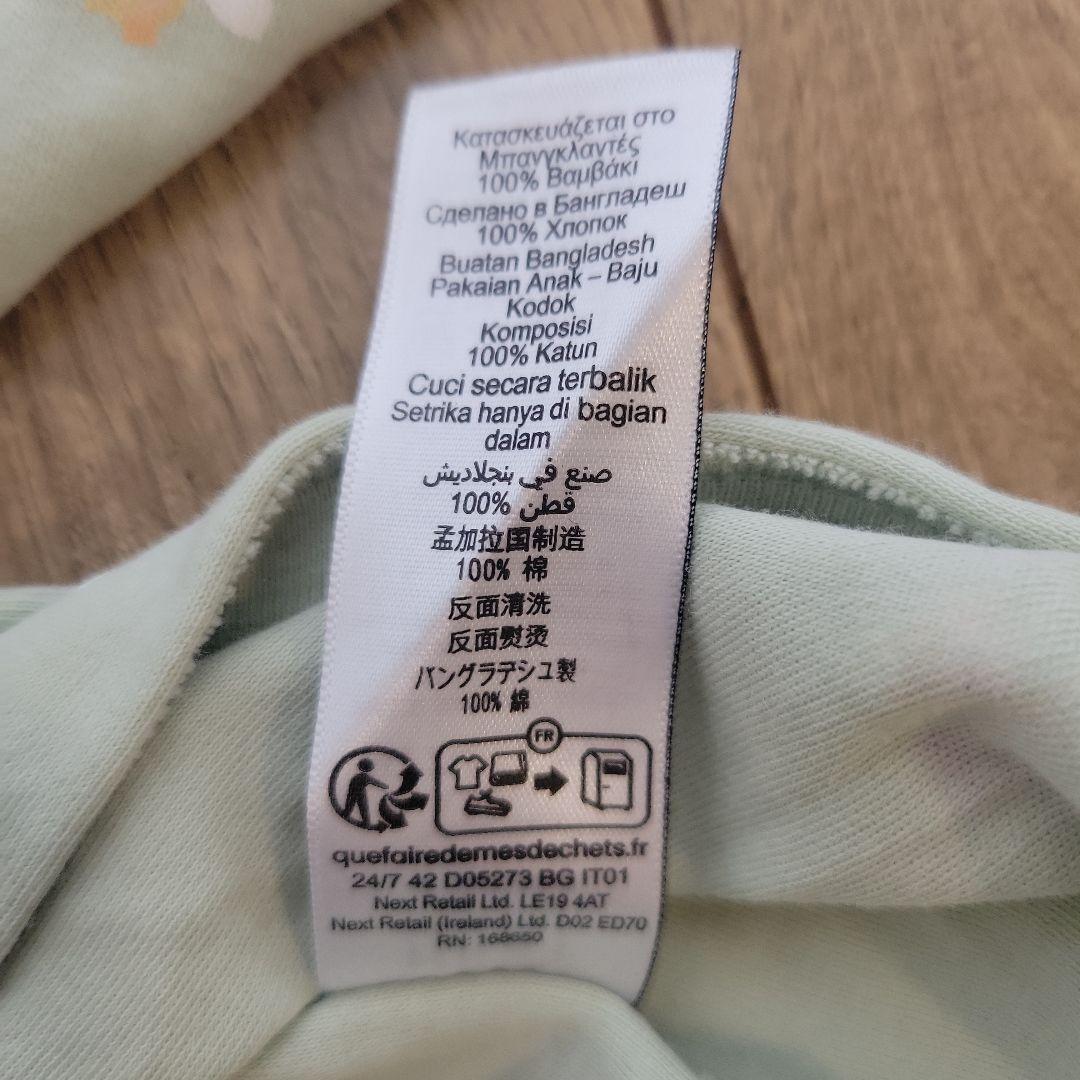 Κατασκευάζεται στο
Μπανγκλαντές
100% Βαμβάκι
Сделано в Бангладеш
100% Хлопок
Buatan Bangladesh
Pakaian Anak – Baju
Kodok
Komposisi
100% Katun
Cuci secara terbalik
Setrika hanya di bagian
dalam
صنع في بنجلاديش
100% قطن
孟加拉国制造
100% 棉
反面清洗
反面熨烫
バングラデシュ製
100% 綿
FR
quefairedemesdechets.fr
24/7 42 D05273 BG IT01
Next Retail Ltd. LE19 4AT
Next Retail (Ireland) Ltd. D02 ED70
RN: 168650